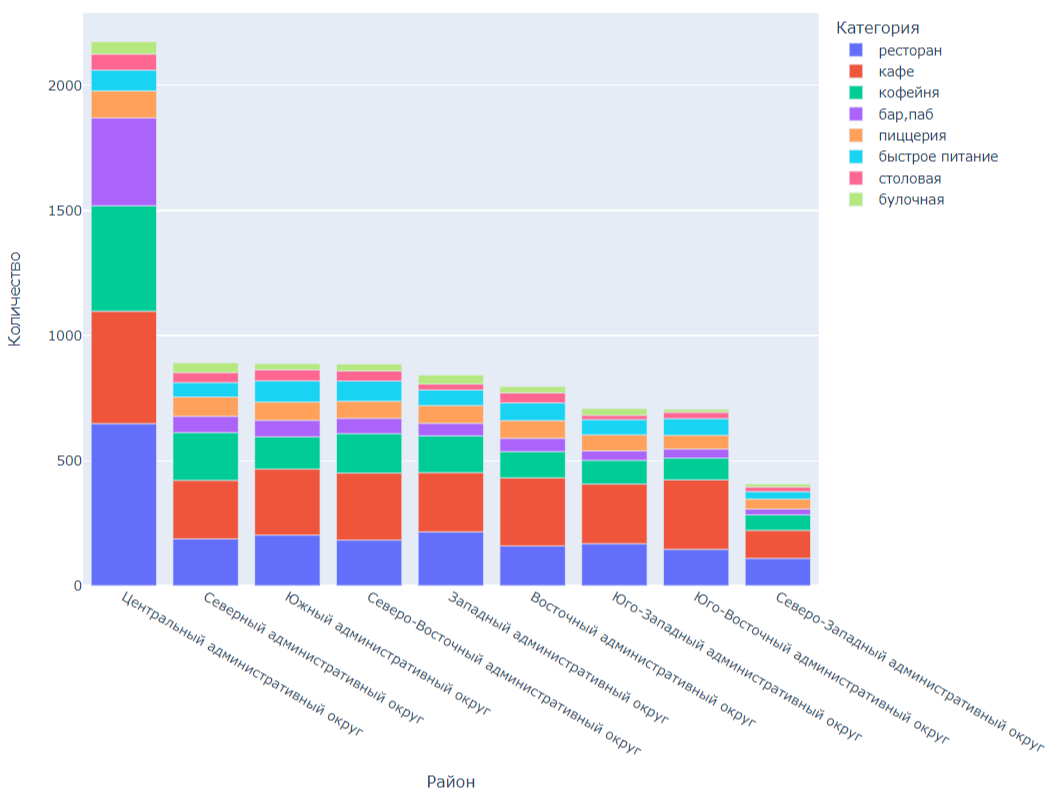 Категория
ресторан
кафе
кофейня
бар,паб
пиццерия
быстрое питание
столовая
булочная
Количество
2000
1500
1000
500
0
Центральный административный округ
Северный административный округ
Южный административный округ
Северо-Восточный административный округ
Западный административный округ
Восточный административный округ
Юго-Западный административный округ
Юго-Восточный административный округ
Северо-Западный административный округ
Район